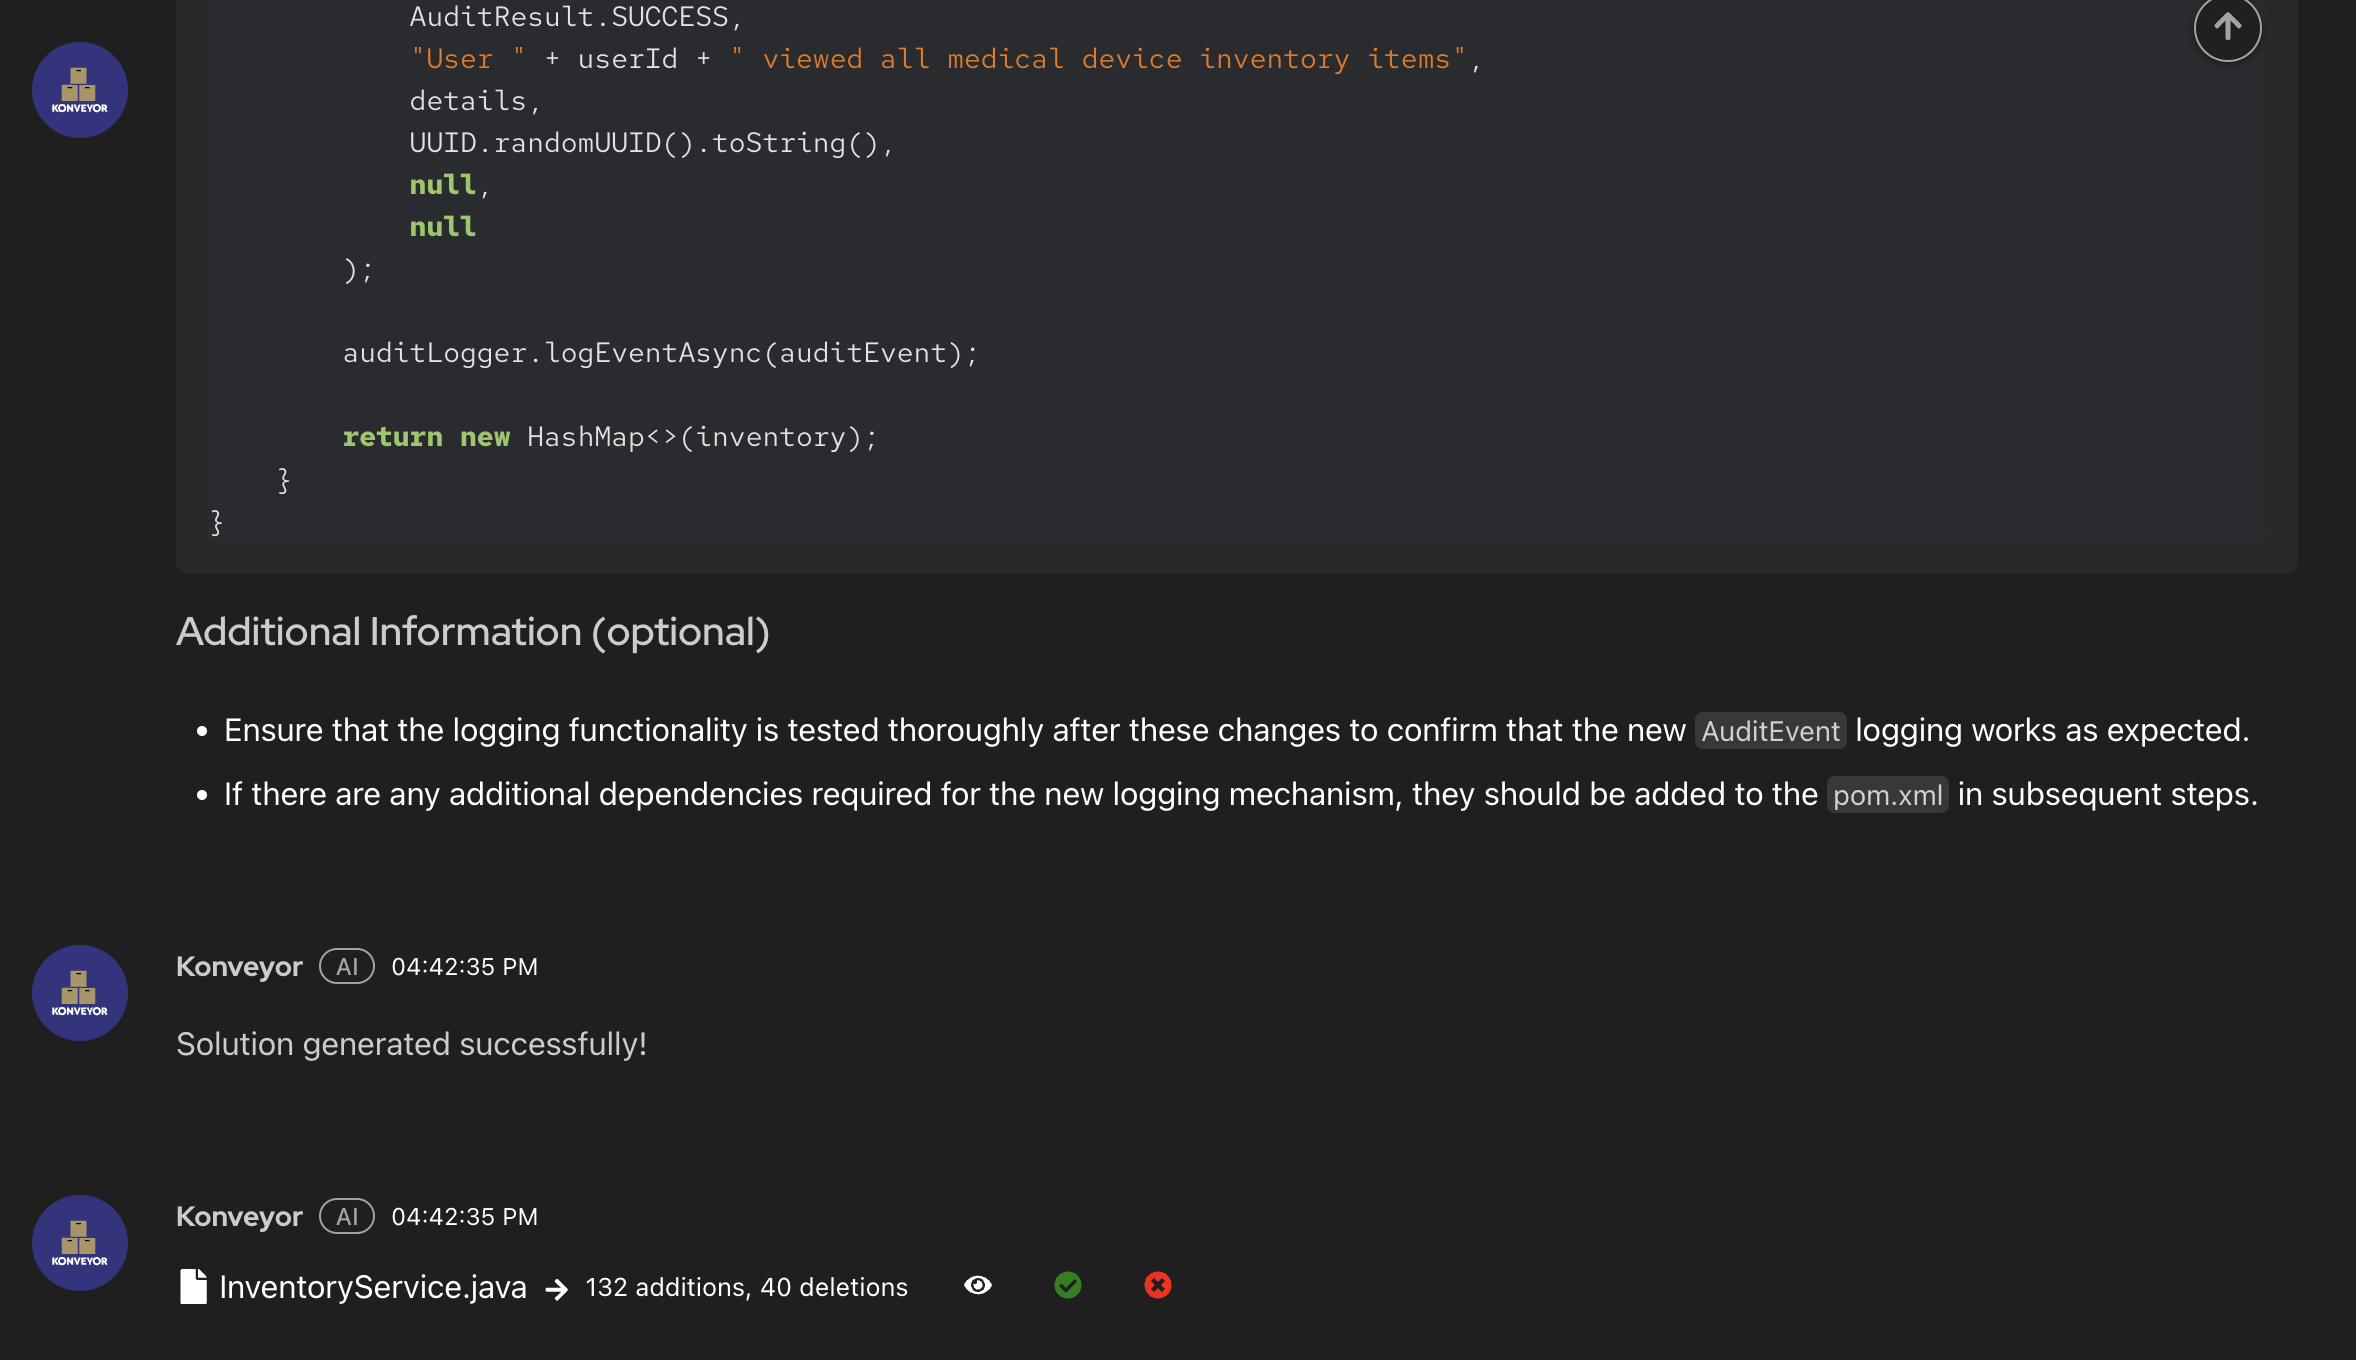 AuditResult.SUCCESS,
"User " + userId + " viewed all medical device inventory items",
details,
UUID.randomUUID().toString(),
null,
null
);
auditLogger.logEventAsync(auditEvent);
return new HashMap<>(inventory);
}
}
KONVEYOR
Additional Information (optional)
• Ensure that the logging functionality is tested thoroughly after these changes to confirm that the new AuditEvent logging works as expected.
• If there are any additional dependencies required for the new logging mechanism, they should be added to the pom.xml in subsequent steps.
KONVEYOR
Konveyor AI 04:42:35 PM
Solution generated successfully!
KONVEYOR
Konveyor AI 04:42:35 PM
InventoryService.java → 132 additions, 40 deletions